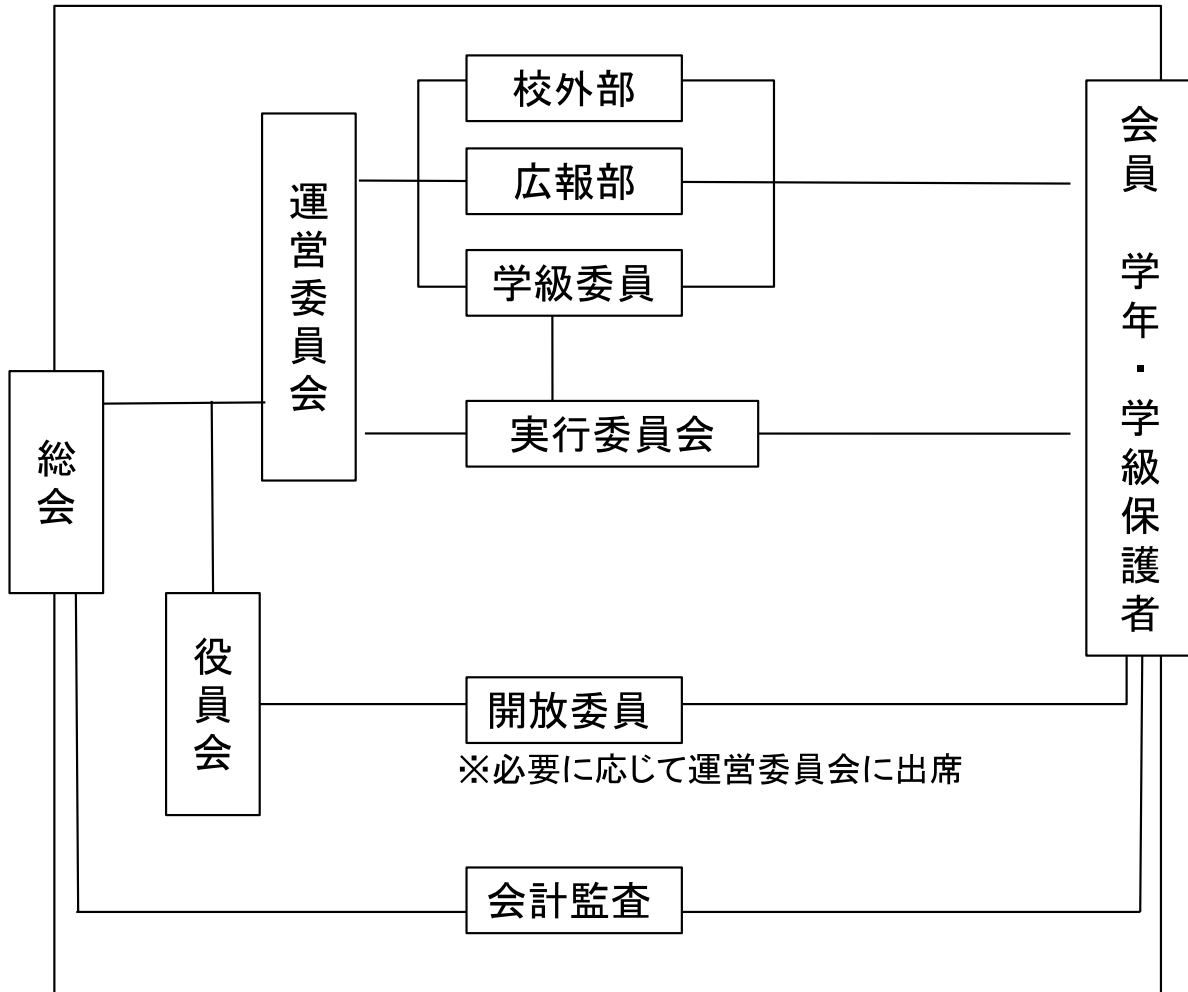 校外部
広報部
学級委員
運営委員会
実行委員会
総会
役員会
開放委員
※必要に応じて運営委員会に出席
会計監査
会員　学年・学級保護者